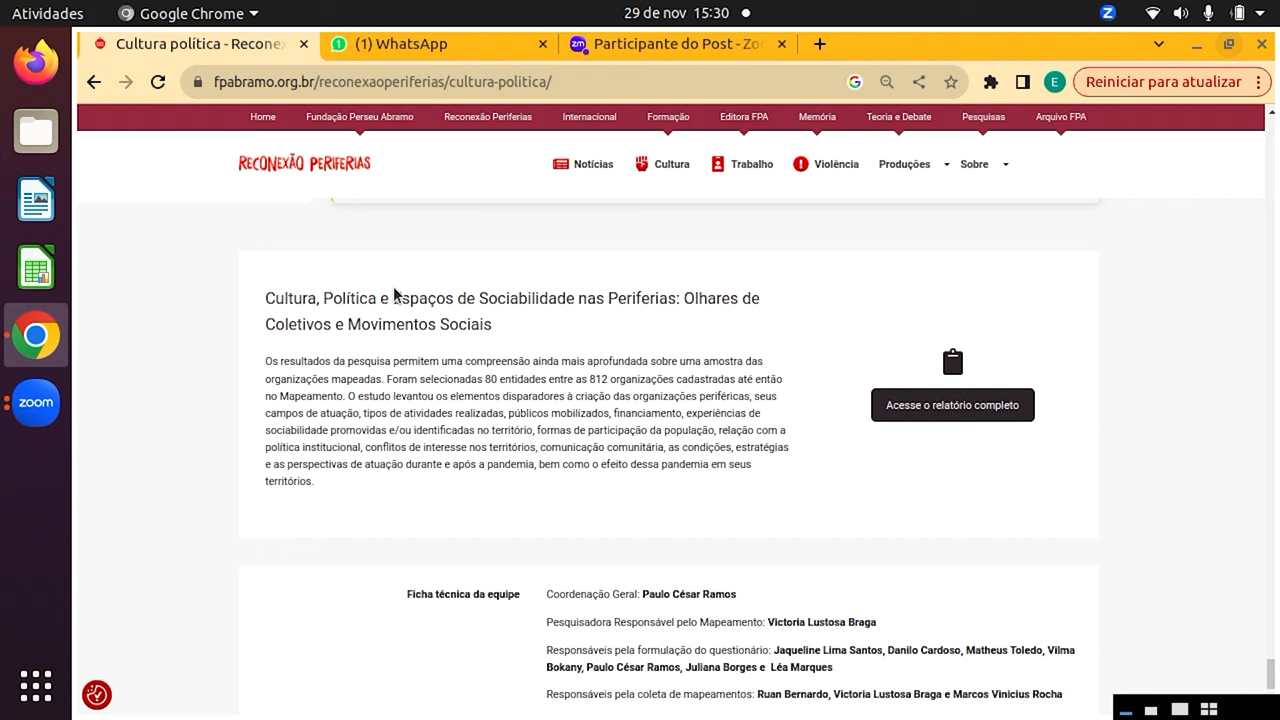 Atividades
Google Chrome
29 de nov 15:30
Z
Cultura política - Reconex
(1) WhatsApp
zm
Participante do Post - Zoo
fpabramo.org.br/reconexaoperiferias/cultura-politica/
G
E
Reiniciar para atualizar
Home
Fundação Perseu Abramo
Reconexão Periferias
Internacional
Formação
Editora FPA
Memória
Teoria e Debate
Pesquisas
Arquivo FPA
RECONEXÃO PERIFERIAS
Notícias
Cultura
Trabalho
Violência
Produções
Sobre
zoom
Cultura, Política e Espaços de Sociabilidade nas Periferias: Olhares de
Coletivos e Movimentos Sociais
Os resultados da pesquisa permitem uma compreensão ainda mais aprofundada sobre uma amostra das
organizações mapeadas. Foram selecionadas 80 entidades entre as 812 organizações cadastradas até então
no Mapeamento. O estudo levantou os elementos disparadores à criação das organizações periféricas, seus
campos de atuação, tipos de atividades realizadas, públicos mobilizados, financiamento, experiências de
sociabilidade promovidas e/ou identificadas no território, formas de participação da população, relação com a
política institucional, conflitos de interesse nos territórios, comunicação comunitária, as condições, estratégias
e as perspectivas de atuação durante e após a pandemia, bem como o efeito dessa pandemia em seus
territórios.
Acesse o relatório completo
Ficha técnica da equipe
Coordenação Geral: Paulo César Ramos
Pesquisadora Responsável pelo Mapeamento: Victoria Lustosa Braga
Responsáveis pela formulação do questionário: Jaqueline Lima Santos, Danilo Cardoso, Matheus Toledo, Vilma
Bokany, Paulo César Ramos, Juliana Borges e Léa Marques
Responsáveis pela coleta de mapeamentos: Ruan Bernardo, Victoria Lustosa Braga e Marcos Vinicius Rocha